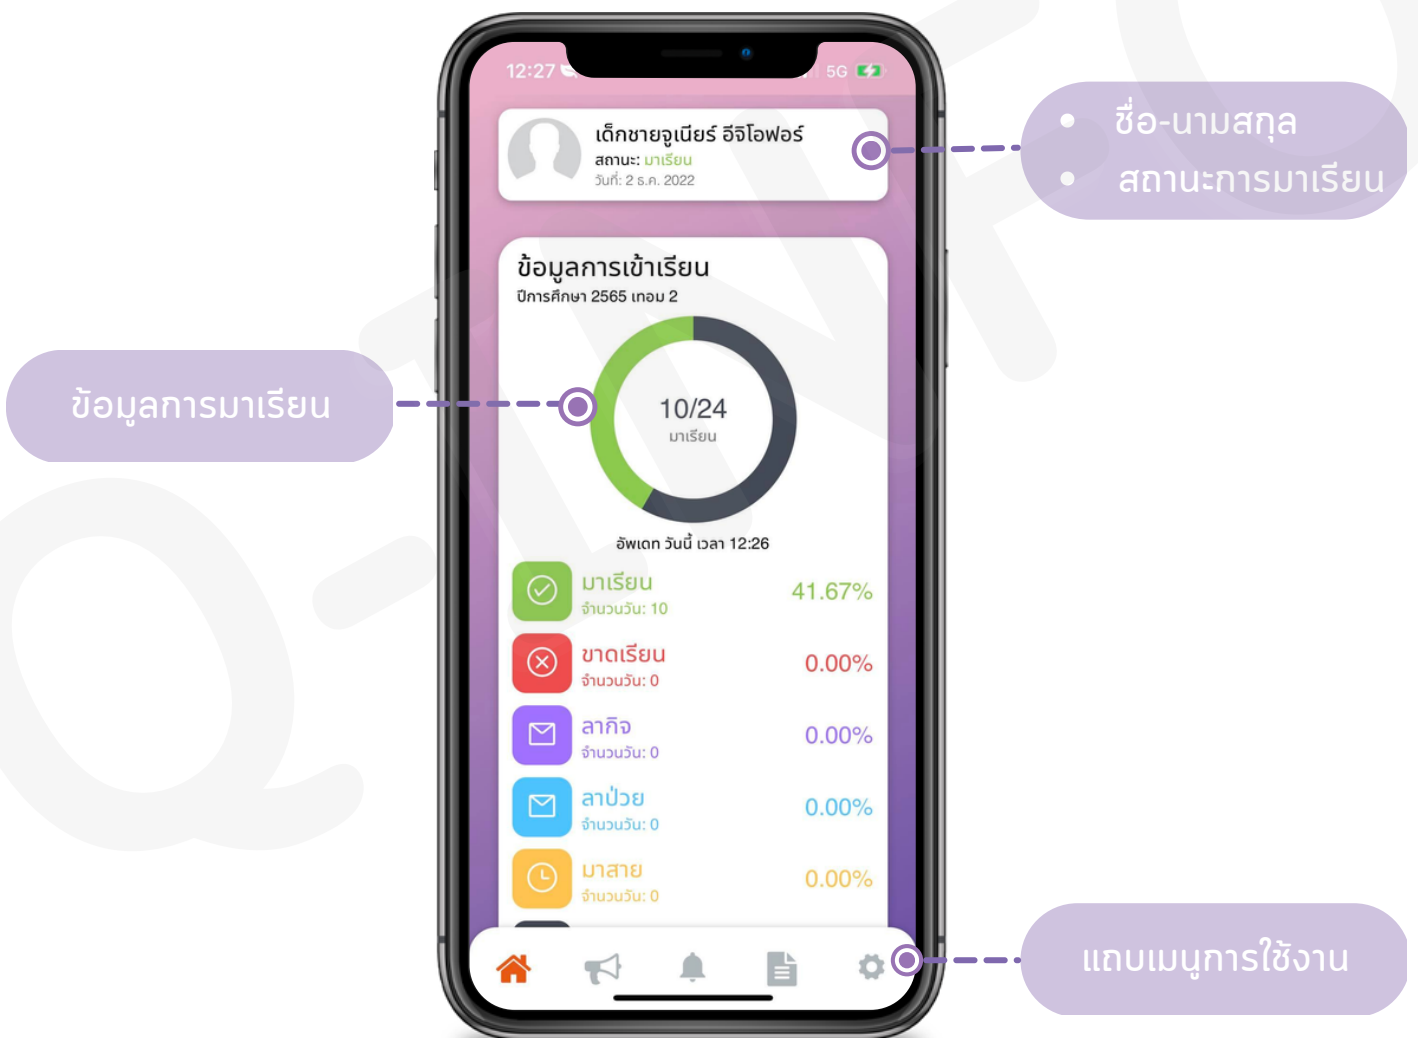 12:27
5G
เด็กชายจูเนียร์ อีจิโอฟอร์
สถานะ: มาเรียน
วันที่: 2 ธ.ค. 2022
• ชื่อ-นามสกุล
• สถานะการมาเรียน
ข้อมูลการเข้าเรียน
ปีการศึกษา 2565 เทอม 2
ข้อมูลการมาเรียน
10/24
มาเรียน
อัพเดท วันนี้ เวลา 12:26
มาเรียน
จำนวนวัน: 10
41.67%
ขาดเรียน
จำนวนวัน: 0
0.00%
ลากิจ
จำนวนวัน: 0
0.00%
ลาป่วย
จำนวนวัน: 0
0.00%
มาสาย
จำนวนวัน: 0
0.00%
แถบเมนูการใช้งาน
Q-INFO